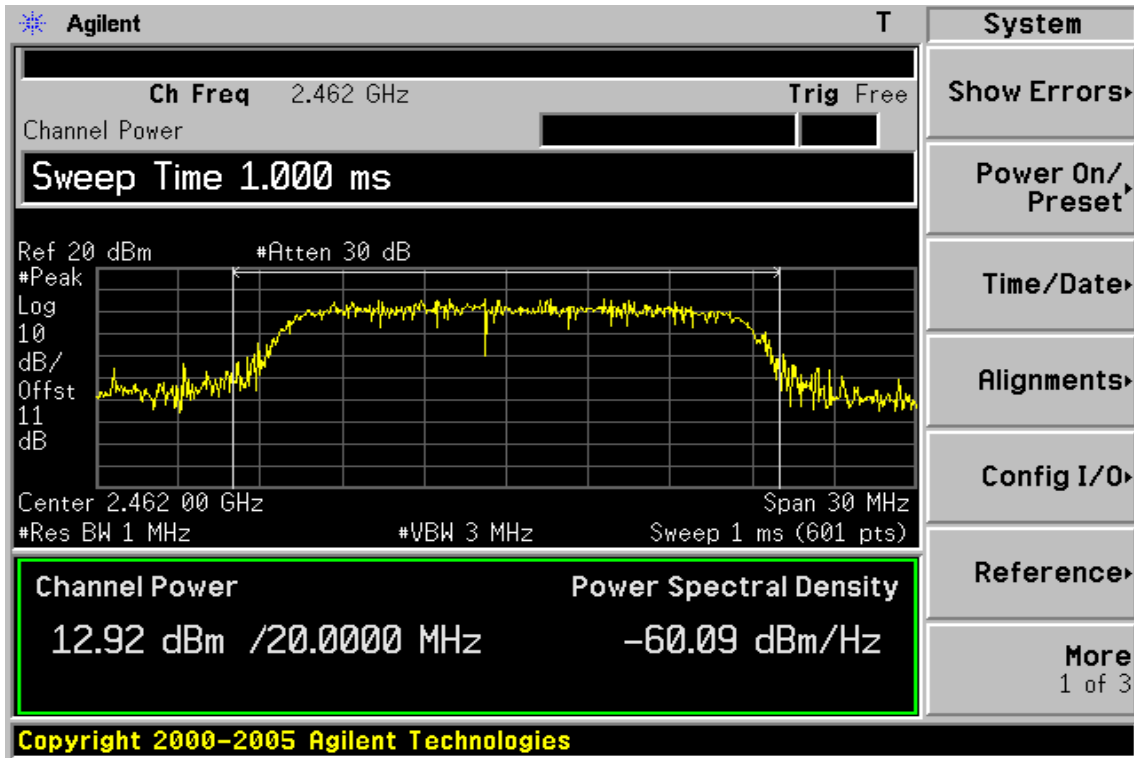 Agilent T System
Ch Freq 2.462 GHz Trig Free
Channel Power
Sweep Time 1.000 ms
Ref 20 dBm #Atten 30 dB
#Peak
Log
10
dB/
Offst
11
dB
Center 2.462 00 GHz Span 30 MHz
#Res BW 1 MHz #VBW 3 MHz Sweep 1 ms (601 pts)
Channel Power Power Spectral Density
12.92 dBm /20.0000 MHz -60.09 dBm/Hz
Copyright 2000-2005 Agilent Technologies
Show Errors
Power On/
Preset
Time/Date
Alignments
Config I/O
Reference
More
1 of 3